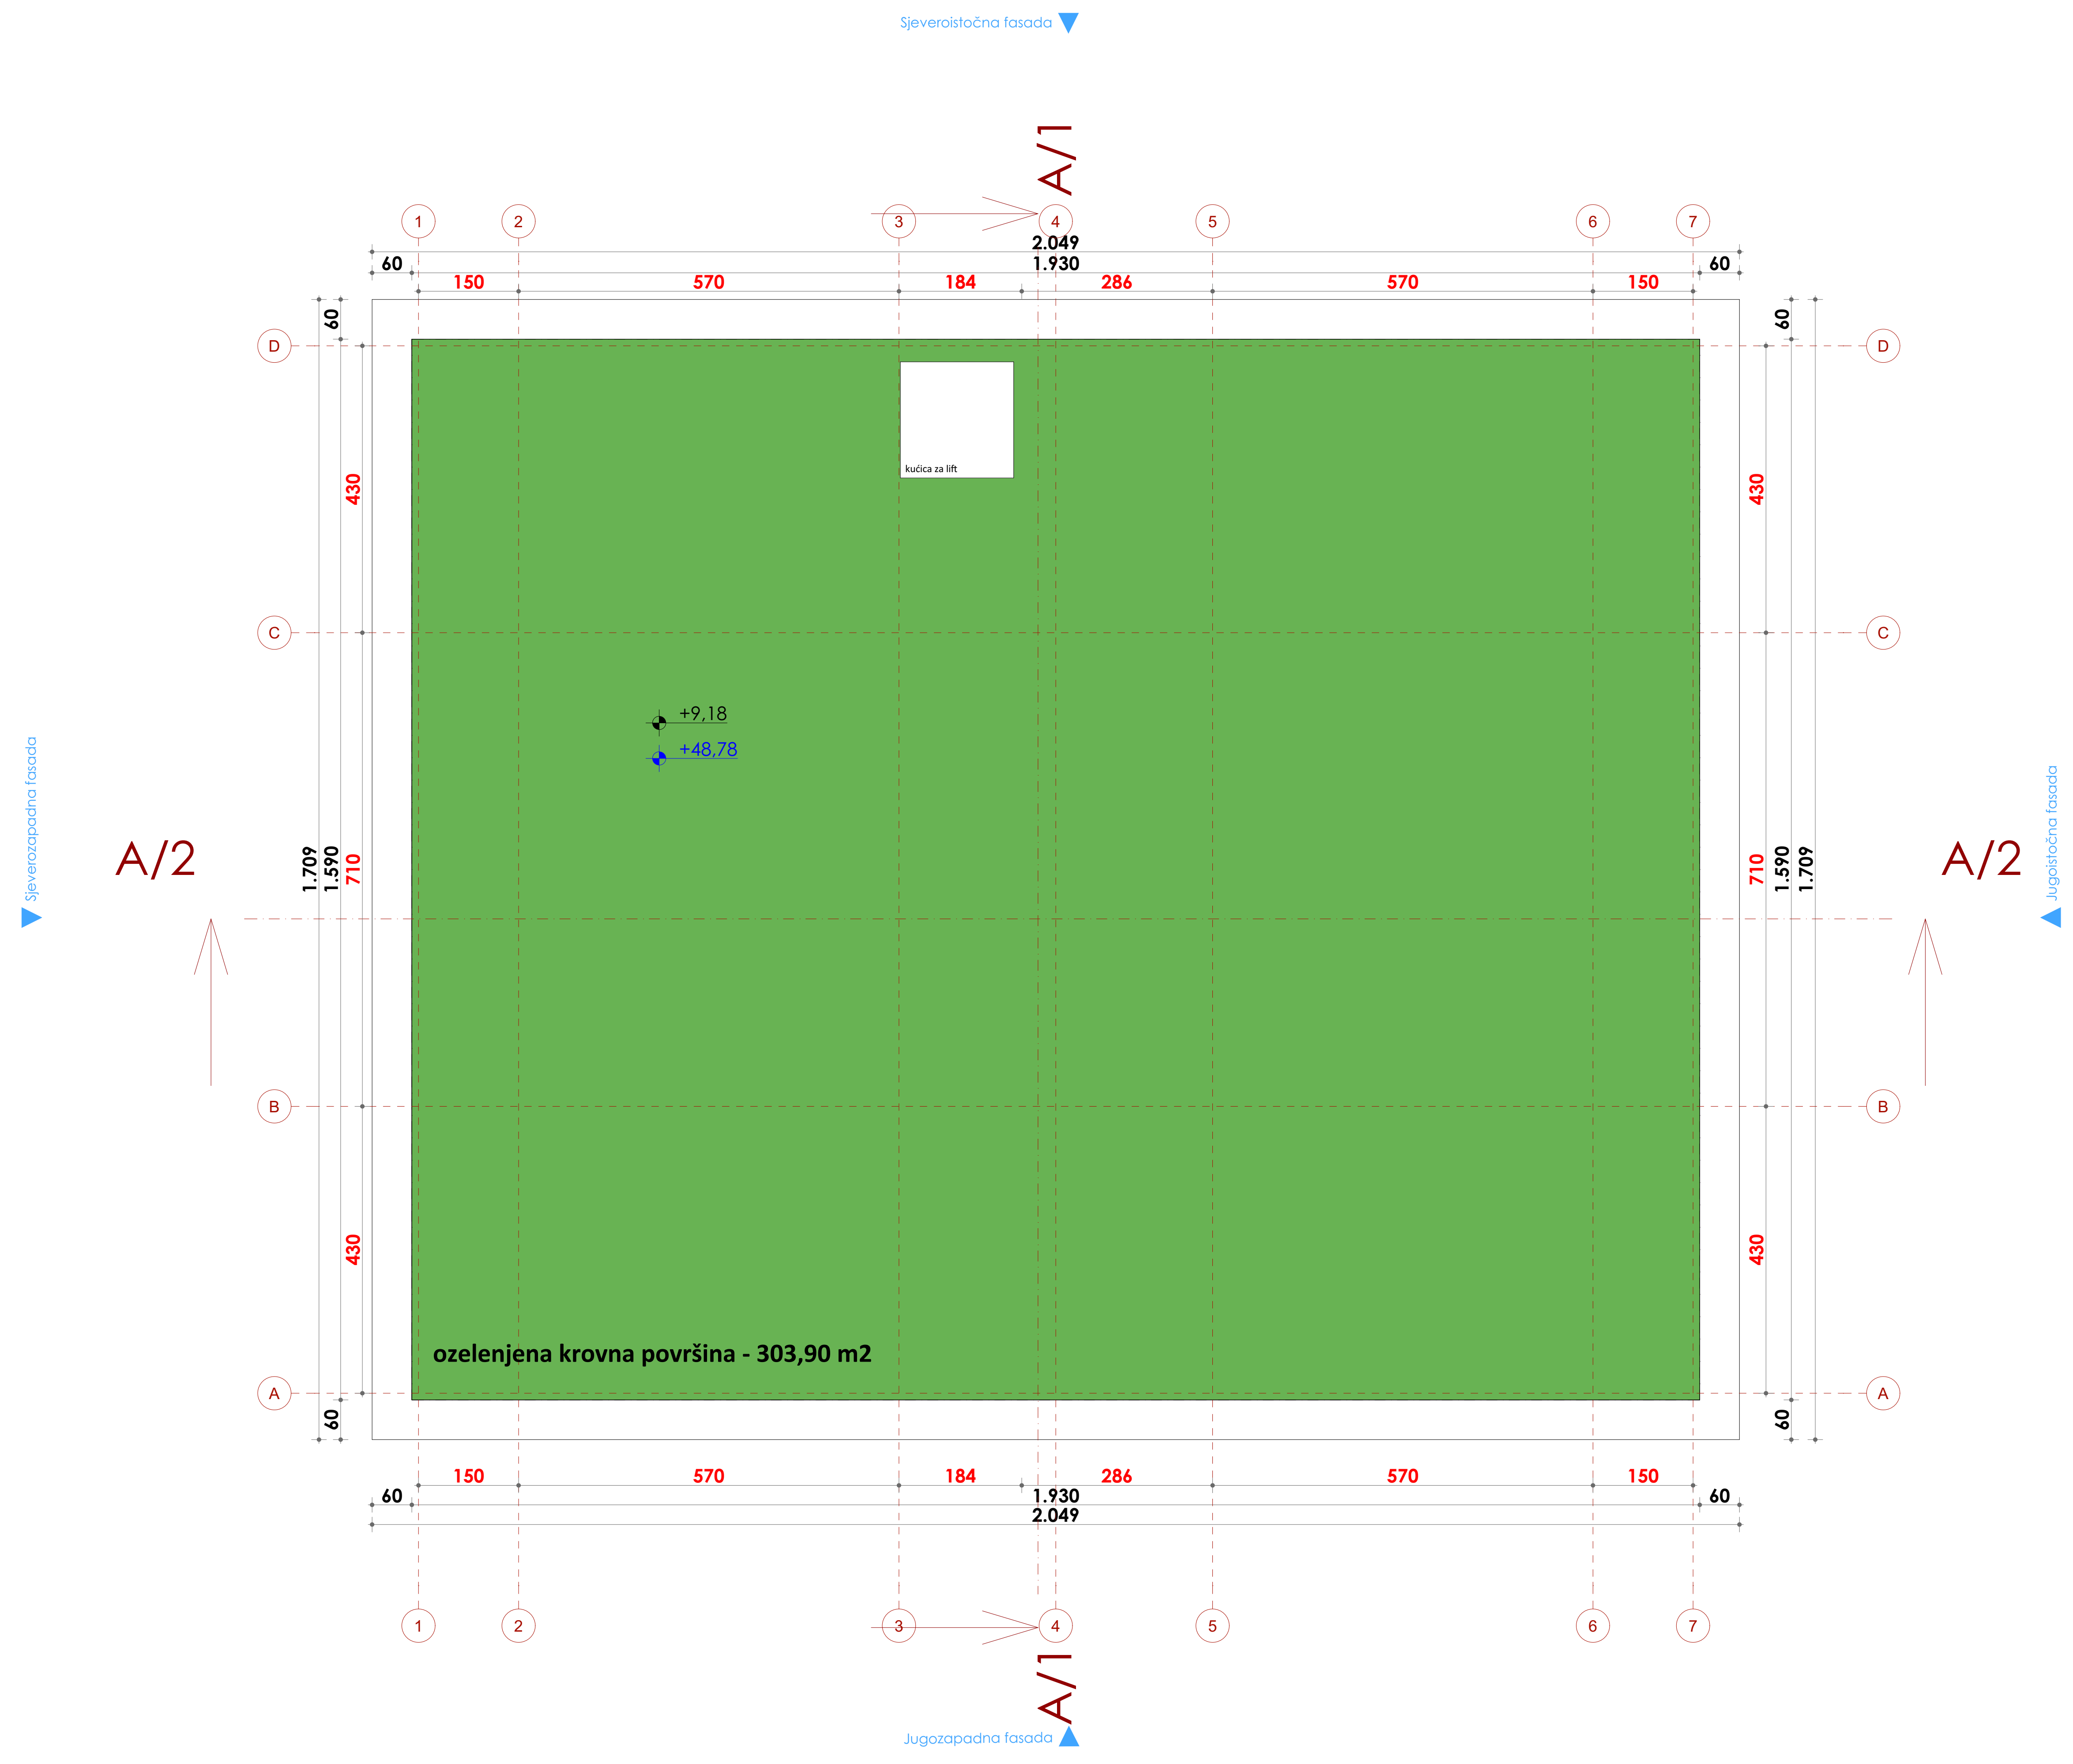 Sjeveroistočna fasada
A/1
1 2 3 4 5 6 7
2.049
60 1.930 60
150 570 184 286 570 150
60 60
D D
430 430
C C
kućica za lift
+9,18
+48,78
Sjeverozapadna fasada
Jugoistočna fasada
A/2 A/2
1.709 1.590 710 710 1.590 1.709
B B
430 430
ozelenjena krovna površina - 303,90 m2
A A
60 60
150 570 184 286 570 150
60 1.930 60
2.049
1 2 3 4 5 6 7
A/1
Jugozapadna fasada